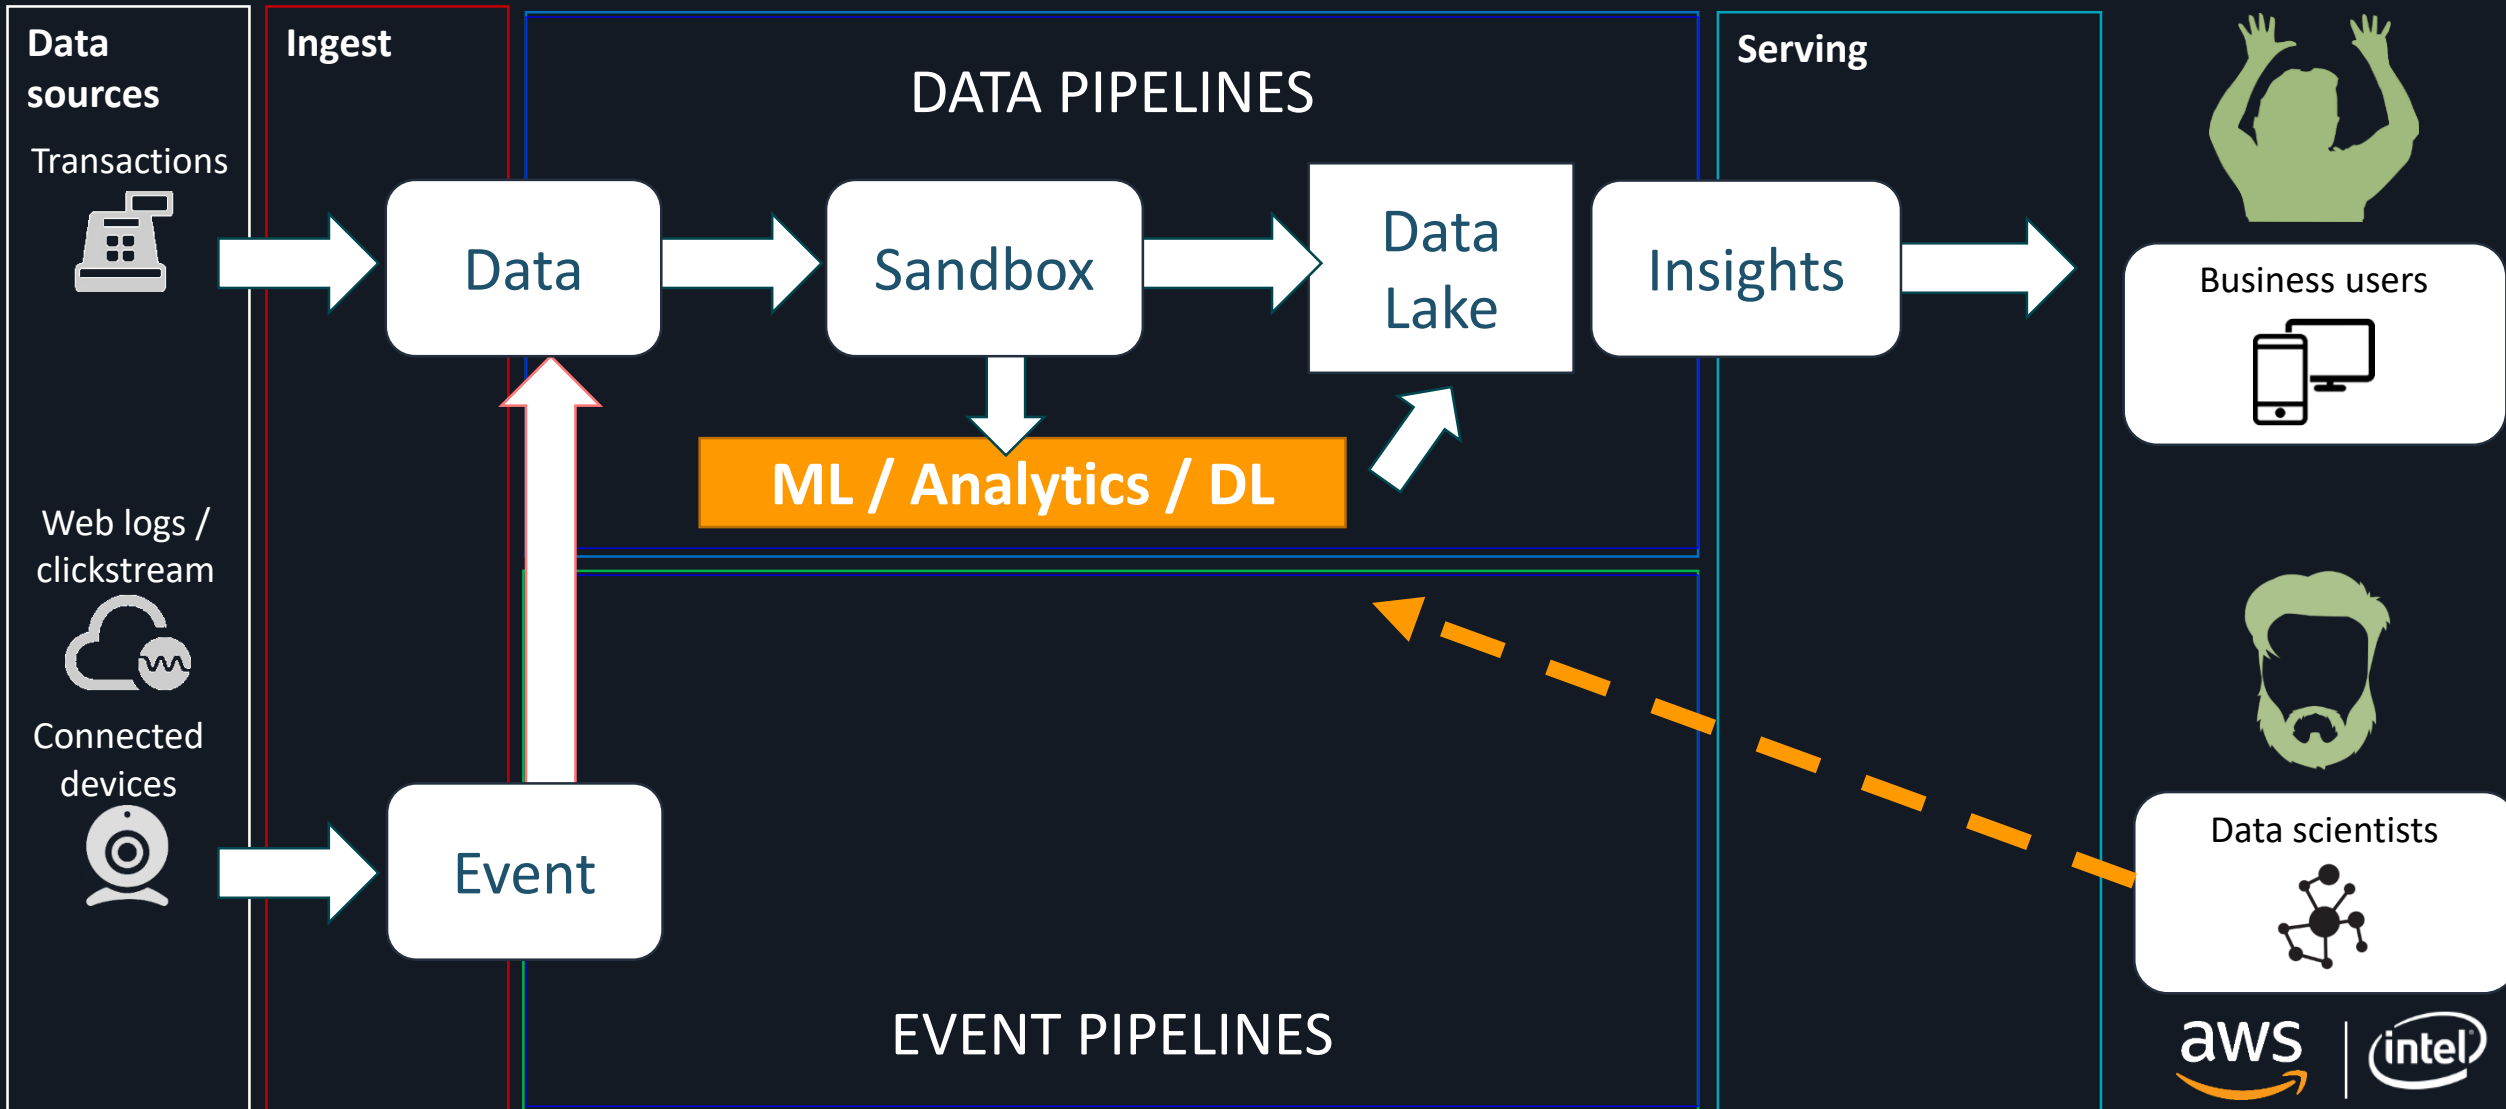 Data
sources
Transactions
Web logs /
clickstream
Connected
devices
Ingest
DATA PIPELINES
Data
Sandbox
Data
Lake
Insights
ML / Analytics / DL
Event
EVENT PIPELINES
Serving
Business users
Data scientists
aws
intel